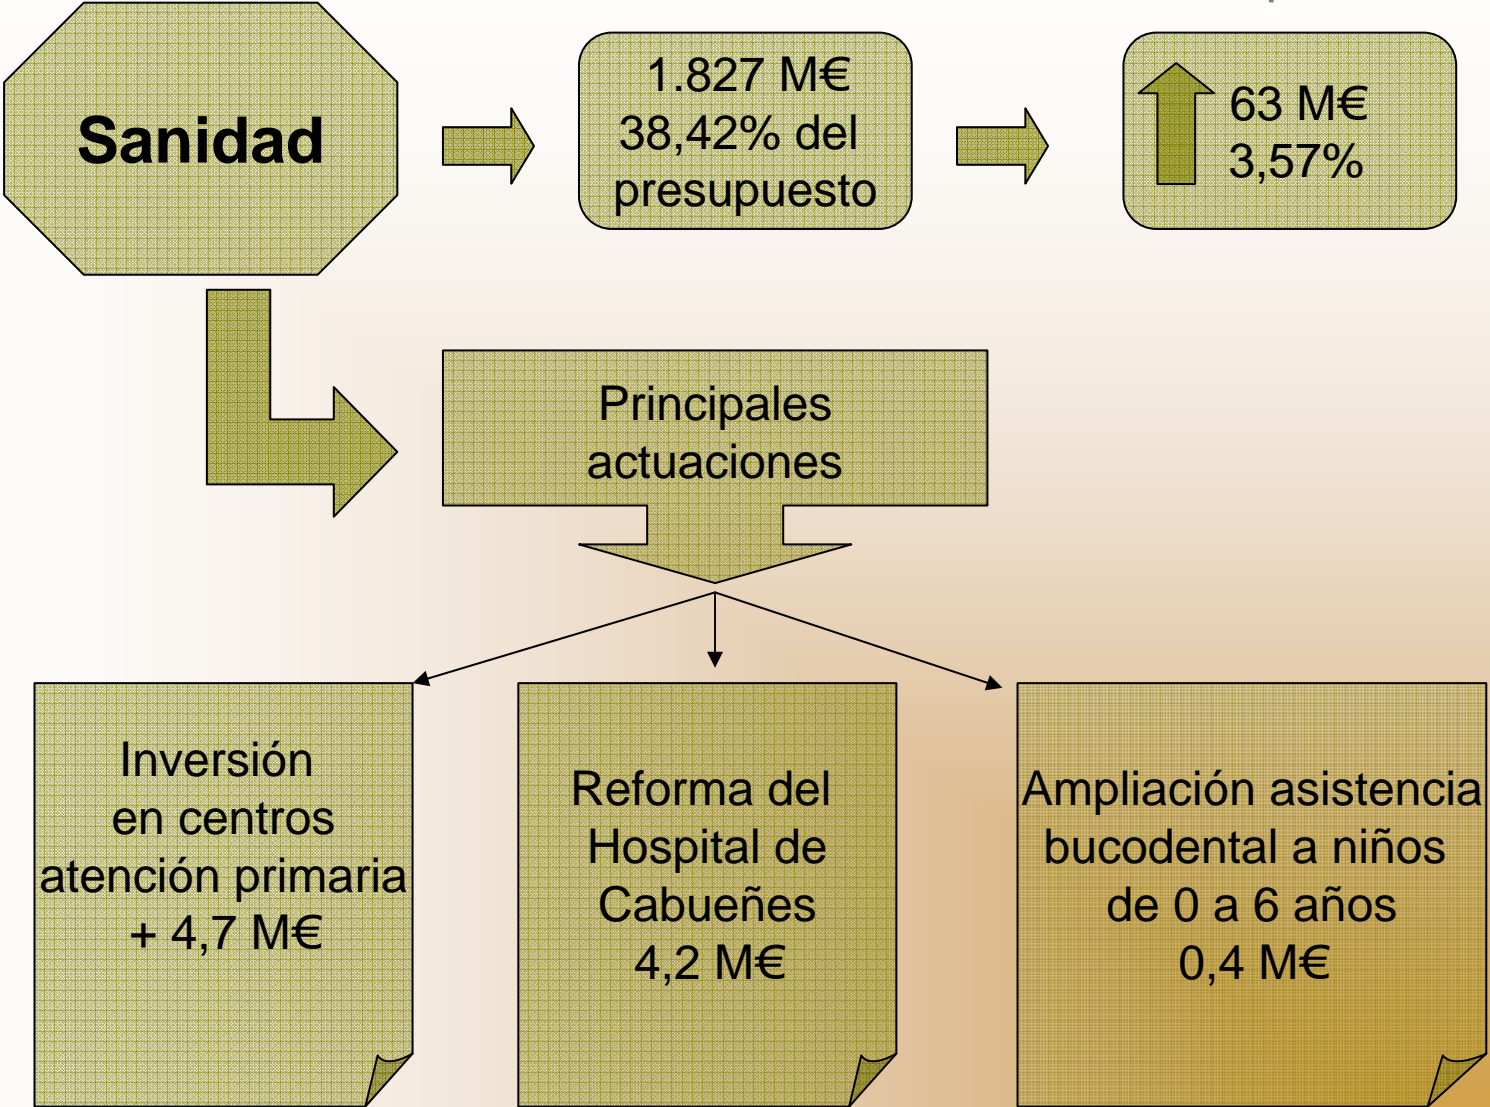 Sanidad
1.827 M€
38,42% del
presupuesto
63 M€
3,57%
Principales
actuaciones
Inversión
en centros
atención primaria
+ 4,7 M€
Reforma del
Hospital de
Cabueñes
4,2 M€
Ampliación asistencia
bucodental a niños
de 0 a 6 años
0,4 M€